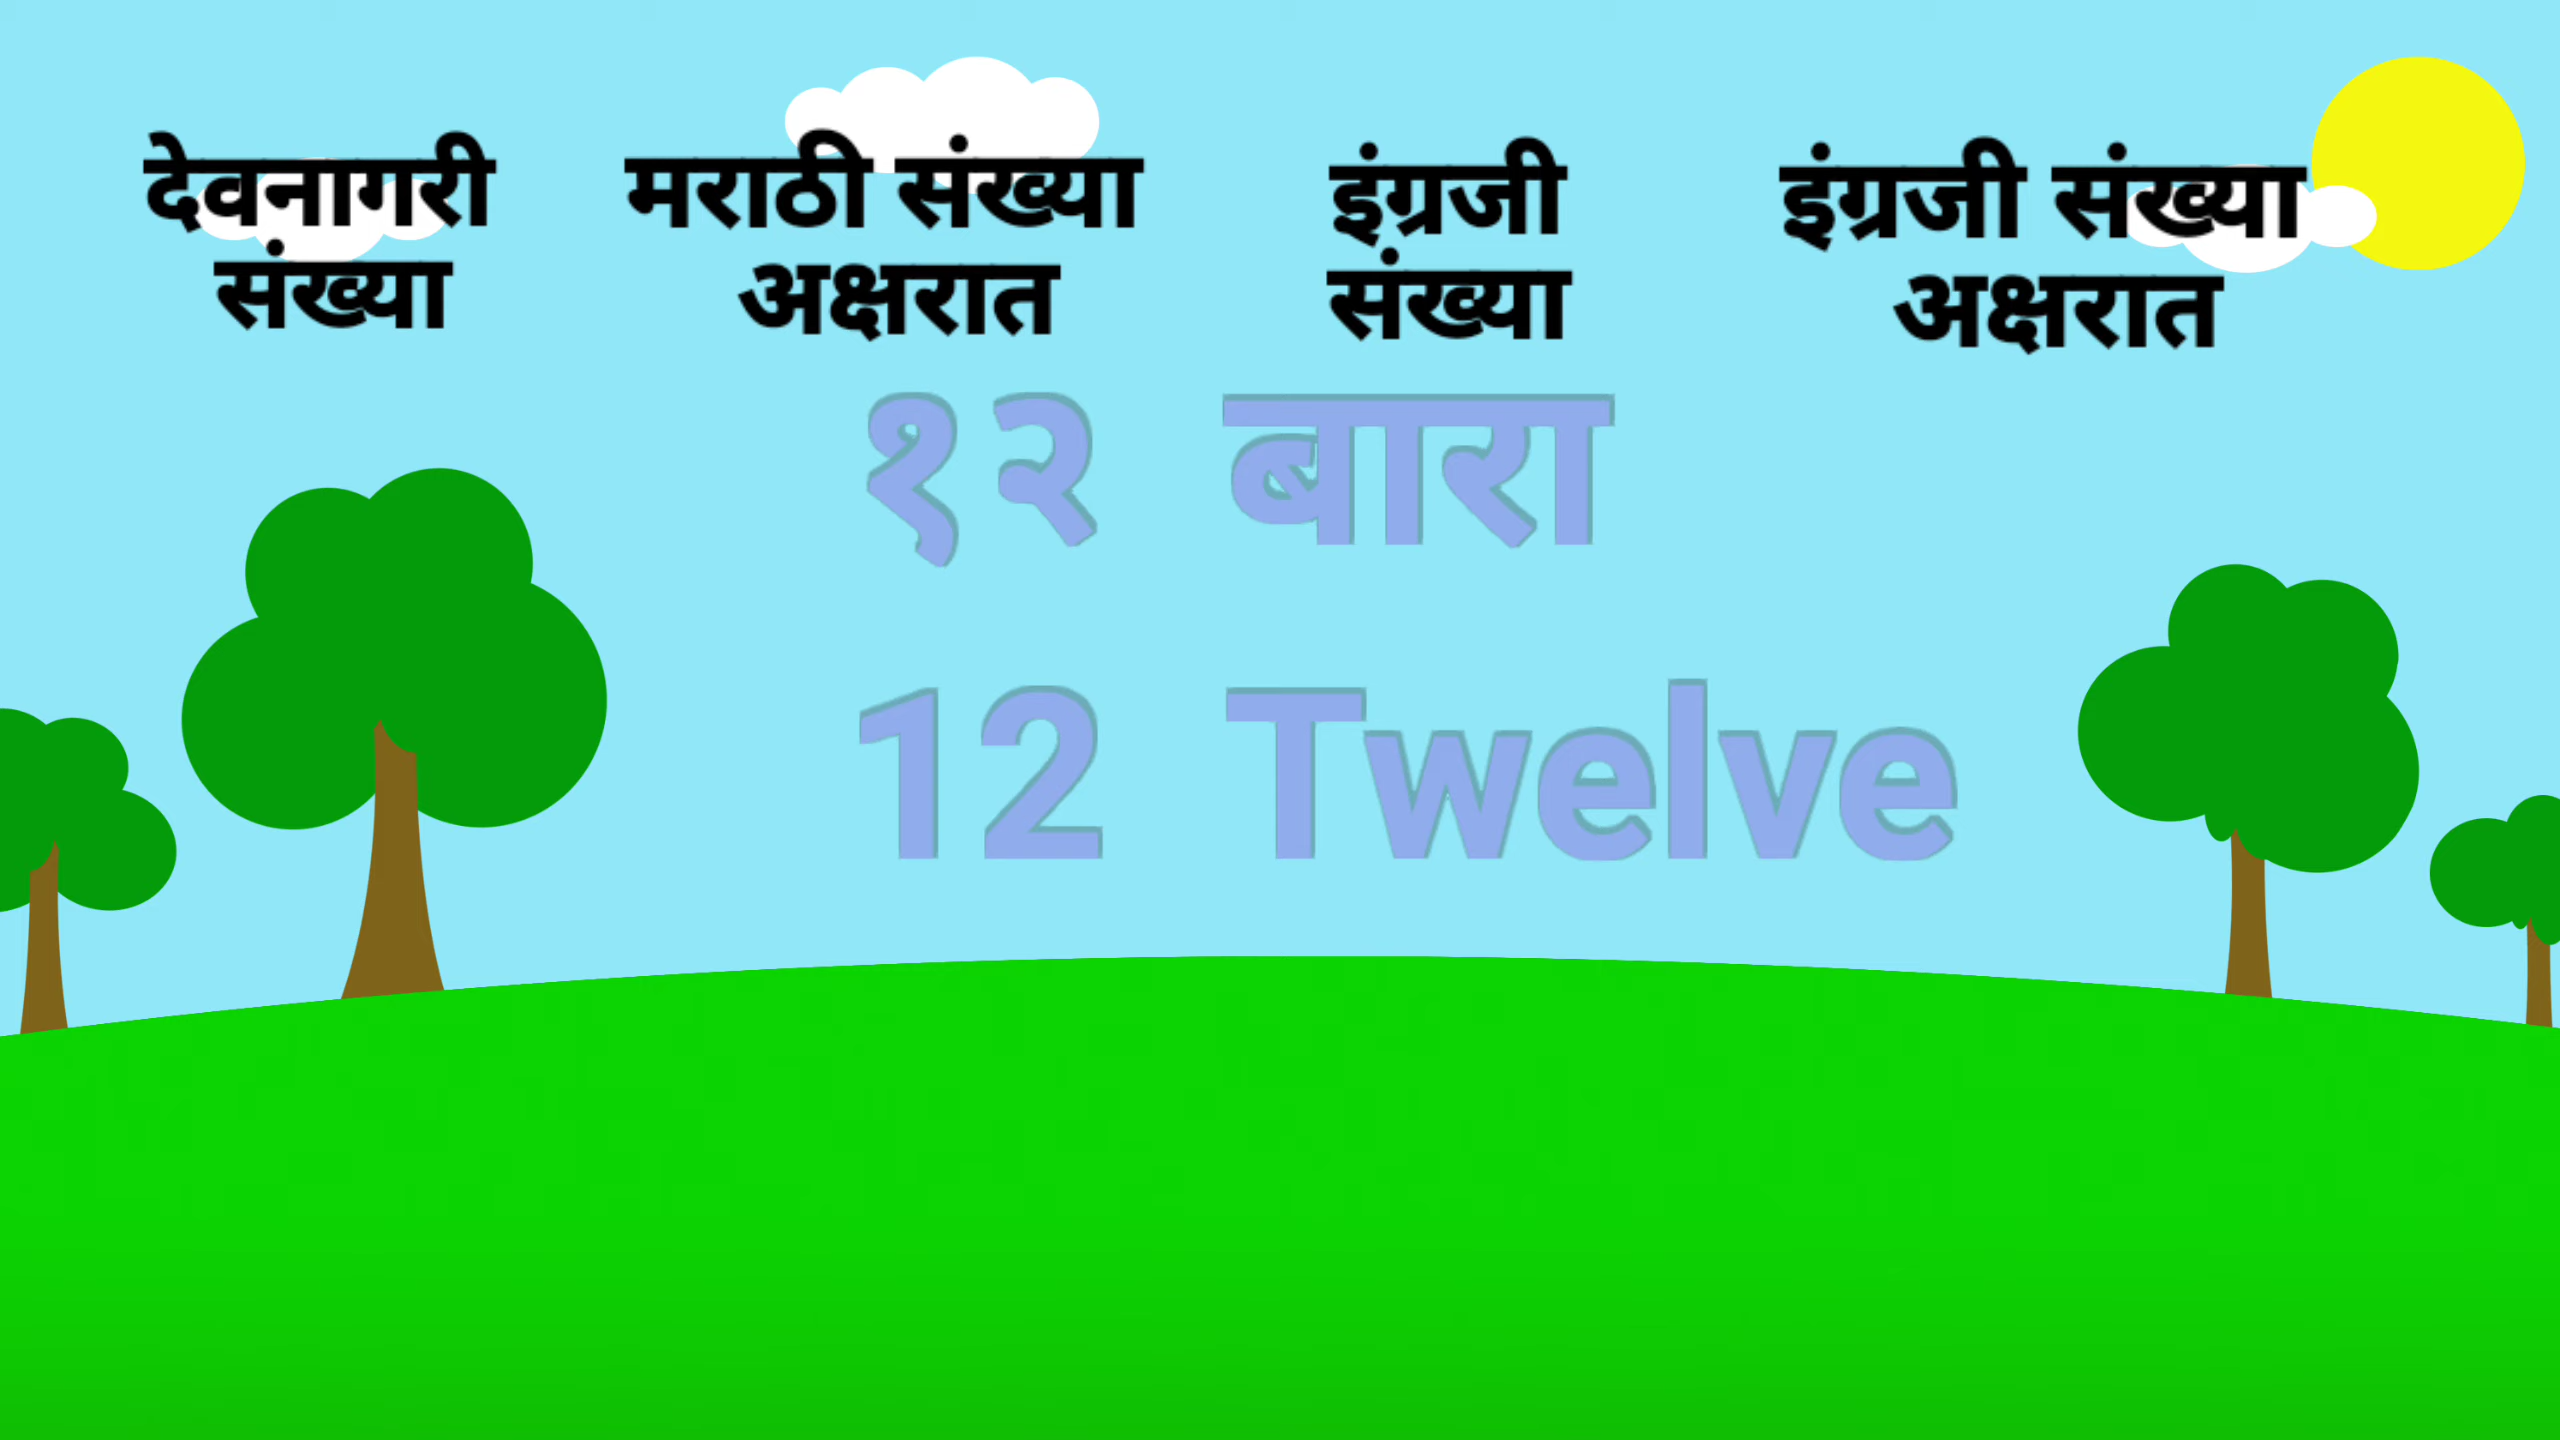 देवनागरी संख्या
मराठी संख्या अक्षरात
इंग्रजी संख्या
इंग्रजी संख्या अक्षरात
१२ बारा
12 Twelve